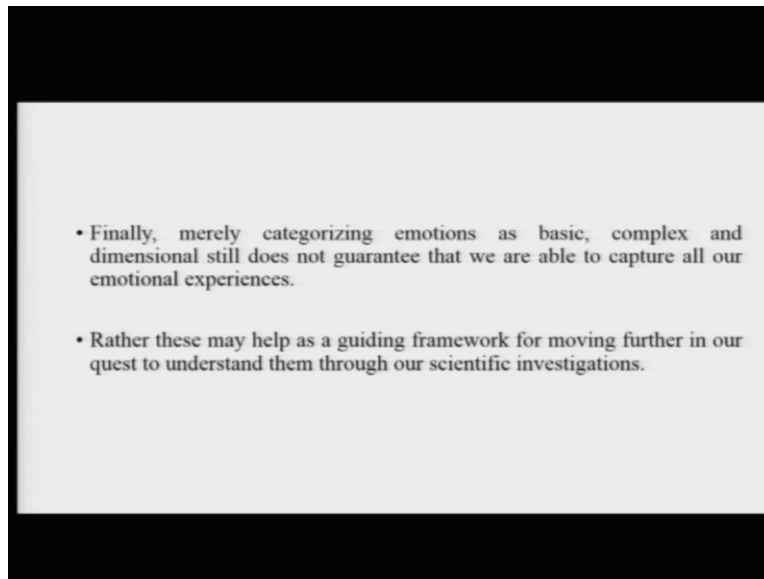 • Finally, merely categorizing emotions as basic, complex and
dimensional still does not guarantee that we are able to capture all our
emotional experiences.
• Rather these may help as a guiding framework for moving further in our
quest to understand them through our scientific investigations.